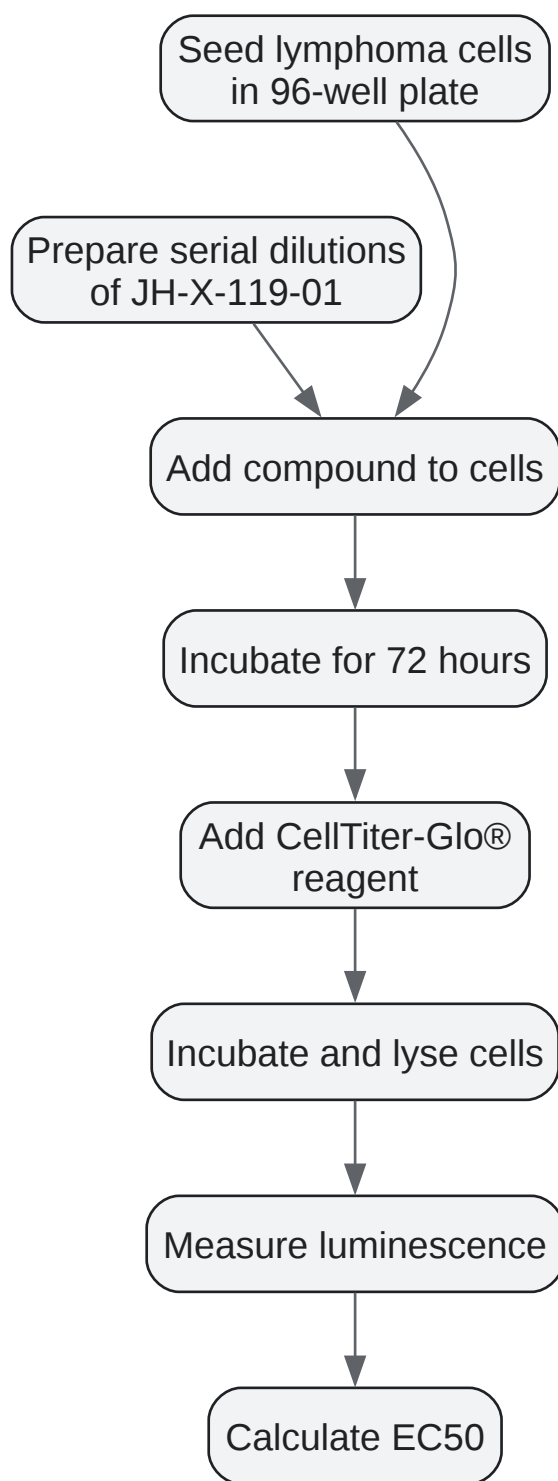 Seed lymphoma cells
in 96-well plate
Prepare serial dilutions
of JH-X-119-01
Add compound to cells
Incubate for 72 hours
Add CellTiter-Glo®
reagent
Incubate and lyse cells
Measure luminescence
Calculate EC50